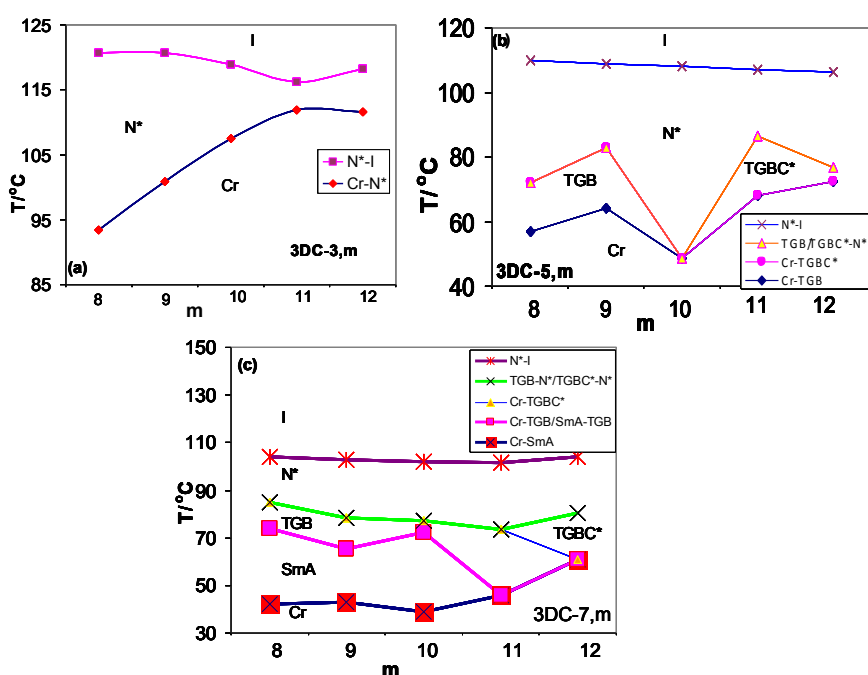 125
115
105
95
85
T/°C
I
N*
Cr
N*-I
Cr-N*
3DC-3,m
(a)
8 9 10 11 12
m
120
100
80
60
40
T/°C
(b)
I
N*
TGB
TGBC*
Cr
N*-I
TGB/TGBC*-N*
Cr-TGBC*
Cr-TGB
3DC-5,m
8 9 10 11 12
m
150
130
110
90
70
50
30
T/°C
(c)
N*-I
TGB-N*/TGBC*-N*
Cr-TGBC*
Cr-TGB/SmA-TGB
Cr-SmA
I
N*
TGB
TGBC*
SmA
Cr
3DC-7,m
8 9 10 11 12
m